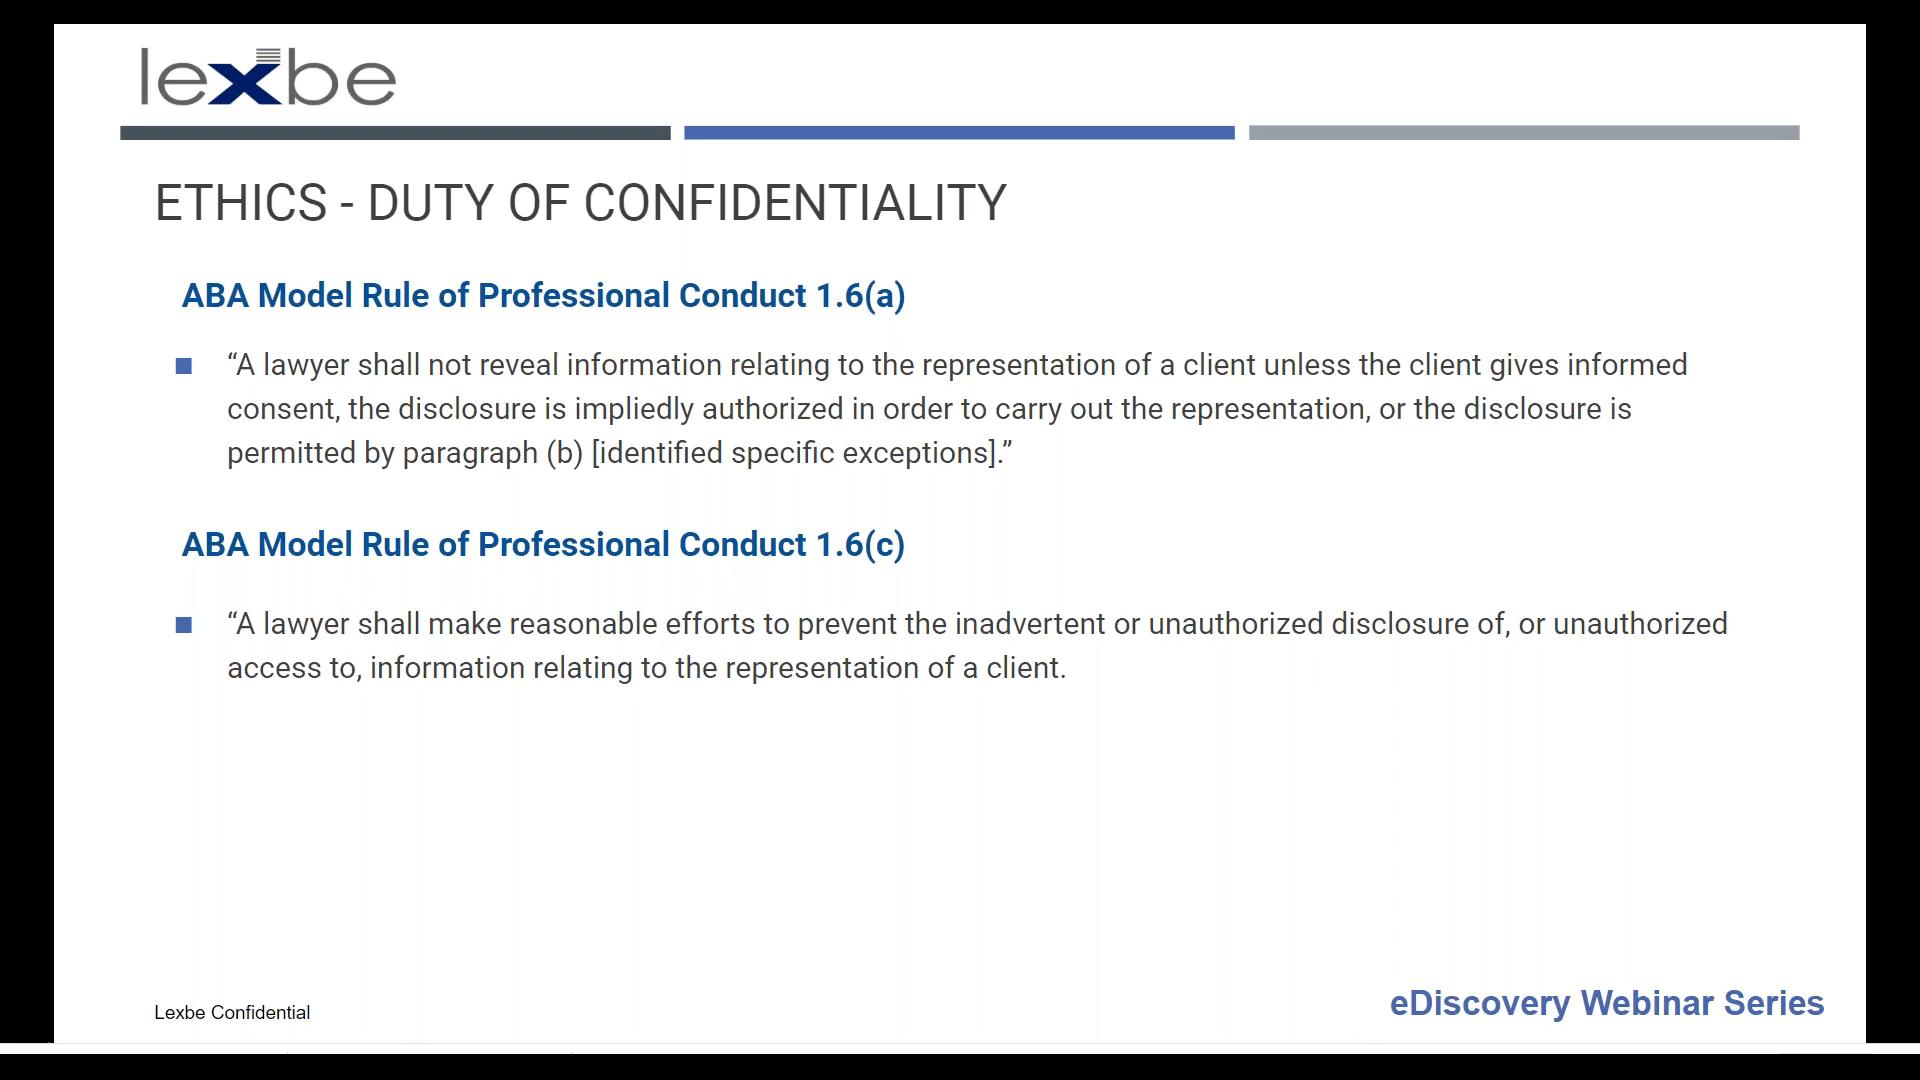 lexbe
ETHICS - DUTY OF CONFIDENTIALITY
ABA Model Rule of Professional Conduct 1.6(a)
“A lawyer shall not reveal information relating to the representation of a client unless the client gives informed
consent, the disclosure is impliedly authorized in order to carry out the representation, or the disclosure is
permitted by paragraph (b) [identified specific exceptions].”
ABA Model Rule of Professional Conduct 1.6(c)
“A lawyer shall make reasonable efforts to prevent the inadvertent or unauthorized disclosure of, or unauthorized
access to, information relating to the representation of a client.
Lexbe Confidential
eDiscovery Webinar Series